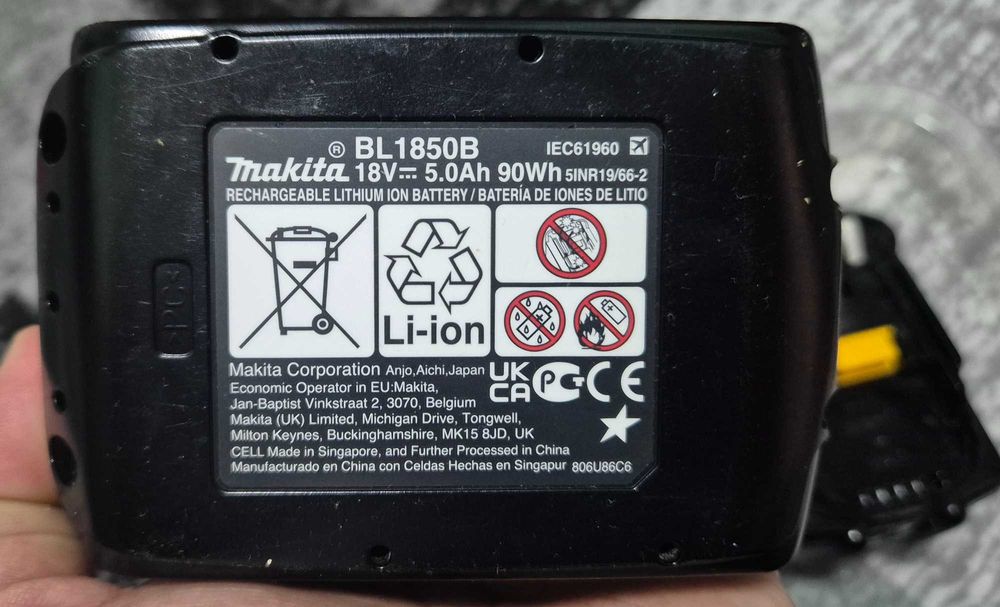 ® BL1850B IEC61960
makita 18V 5.0Ah 90Wh 5INR19/66-2
RECHARGEABLE LITHIUM ION BATTERY / BATERÍA DE IONES DE LITIO
Li-ion
>PC<
Makita Corporation Anjo,Aichi,Japan
Economic Operator in EU:Makita,
Jan-Baptist Vinkstraat 2, 3070, Belgium
Makita (UK) Limited, Michigan Drive, Tongwell,
Milton Keynes, Buckinghamshire, MK15 8JD, UK
UK
CA
CE
CELL Made in Singapore, and Further Processed in China
Manufacturado en China con Celdas Hechas en Singapur 806U86C6